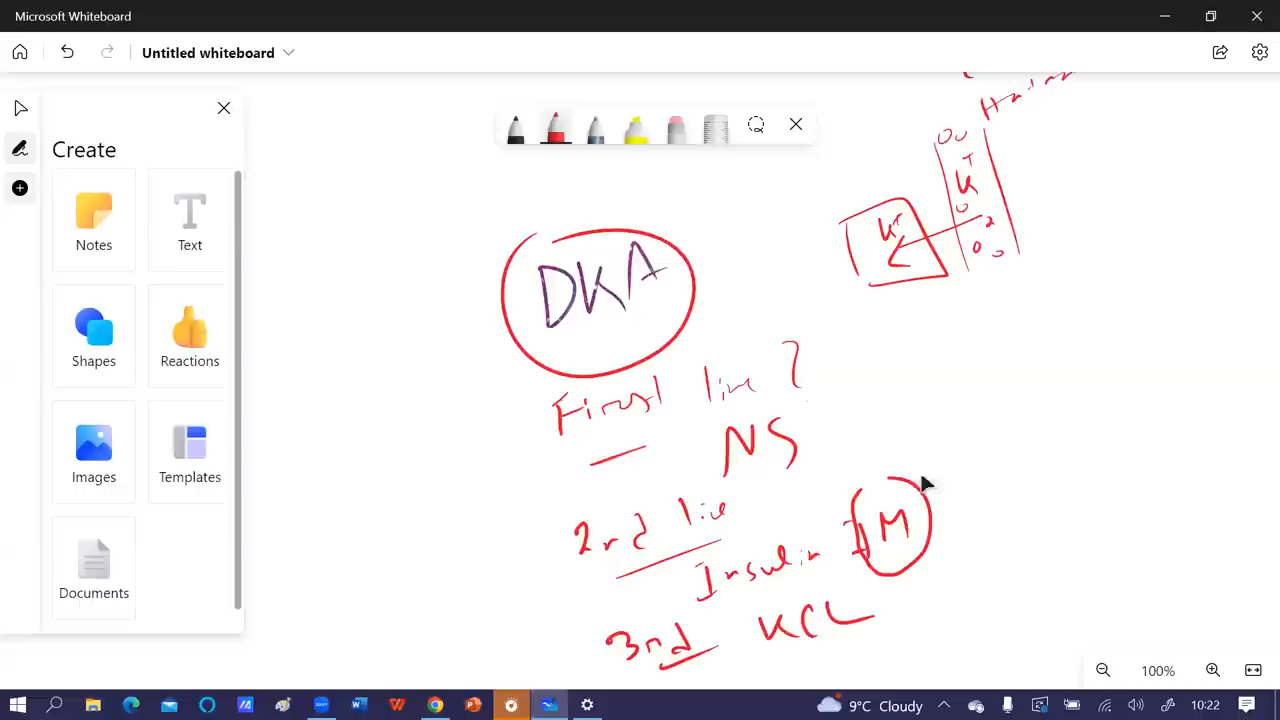 Microsoft Whiteboard
Untitled whiteboard
Create
Notes
Text
Shapes
Reactions
Images
Templates
Documents
K
K+
DKA
First line ?
NS
2nd line
Insulin IM
3rd KCL
100%
9°C Cloudy
10:22